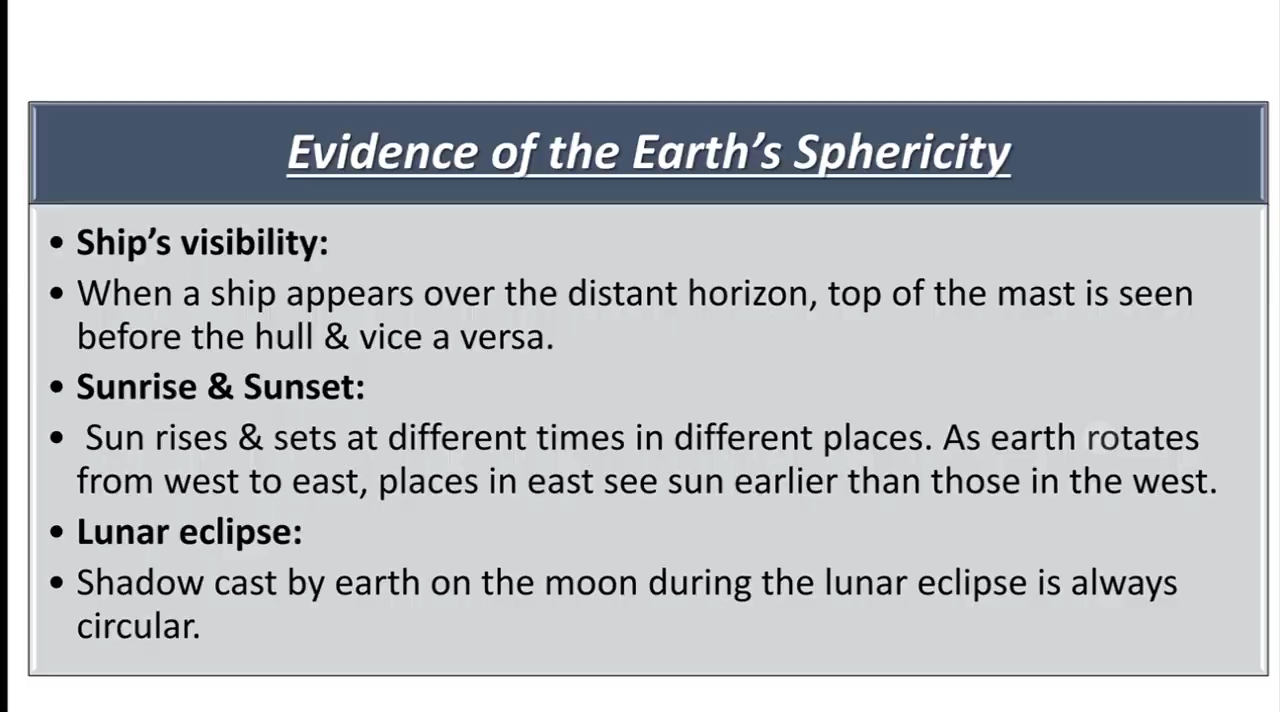 Evidence of the Earth's Sphericity
• Ship's visibility:
• When a ship appears over the distant horizon, top of the mast is seen
before the hull & vice a versa.
• Sunrise & Sunset:
• Sun rises & sets at different times in different places. As earth rotates
from west to east, places in east see sun earlier than those in the west.
• Lunar eclipse:
• Shadow cast by earth on the moon during the lunar eclipse is always
circular.